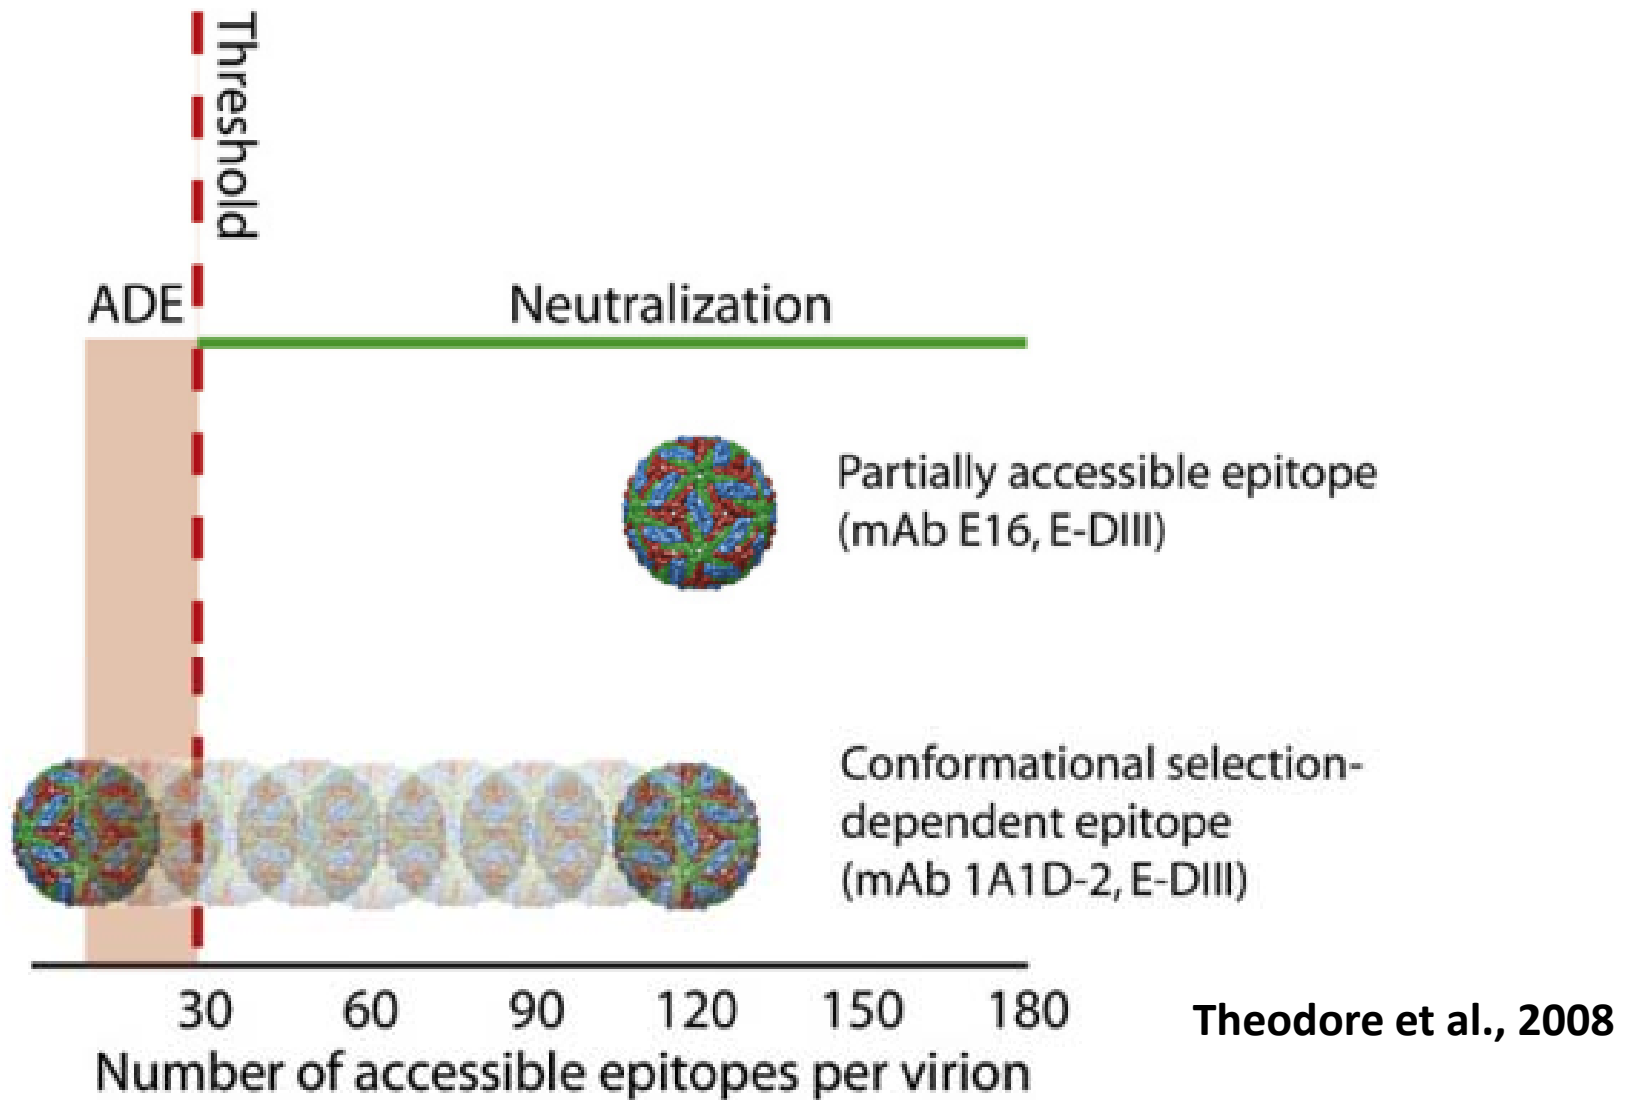 Threshold
ADE
Neutralization
Partially accessible epitope
(mAb E16, E-DIII)
Conformational selection-
dependent epitope
(mAb 1A1D-2, E-DIII)
30 60 90 120 150 180
Number of accessible epitopes per virion
Theodore et al., 2008